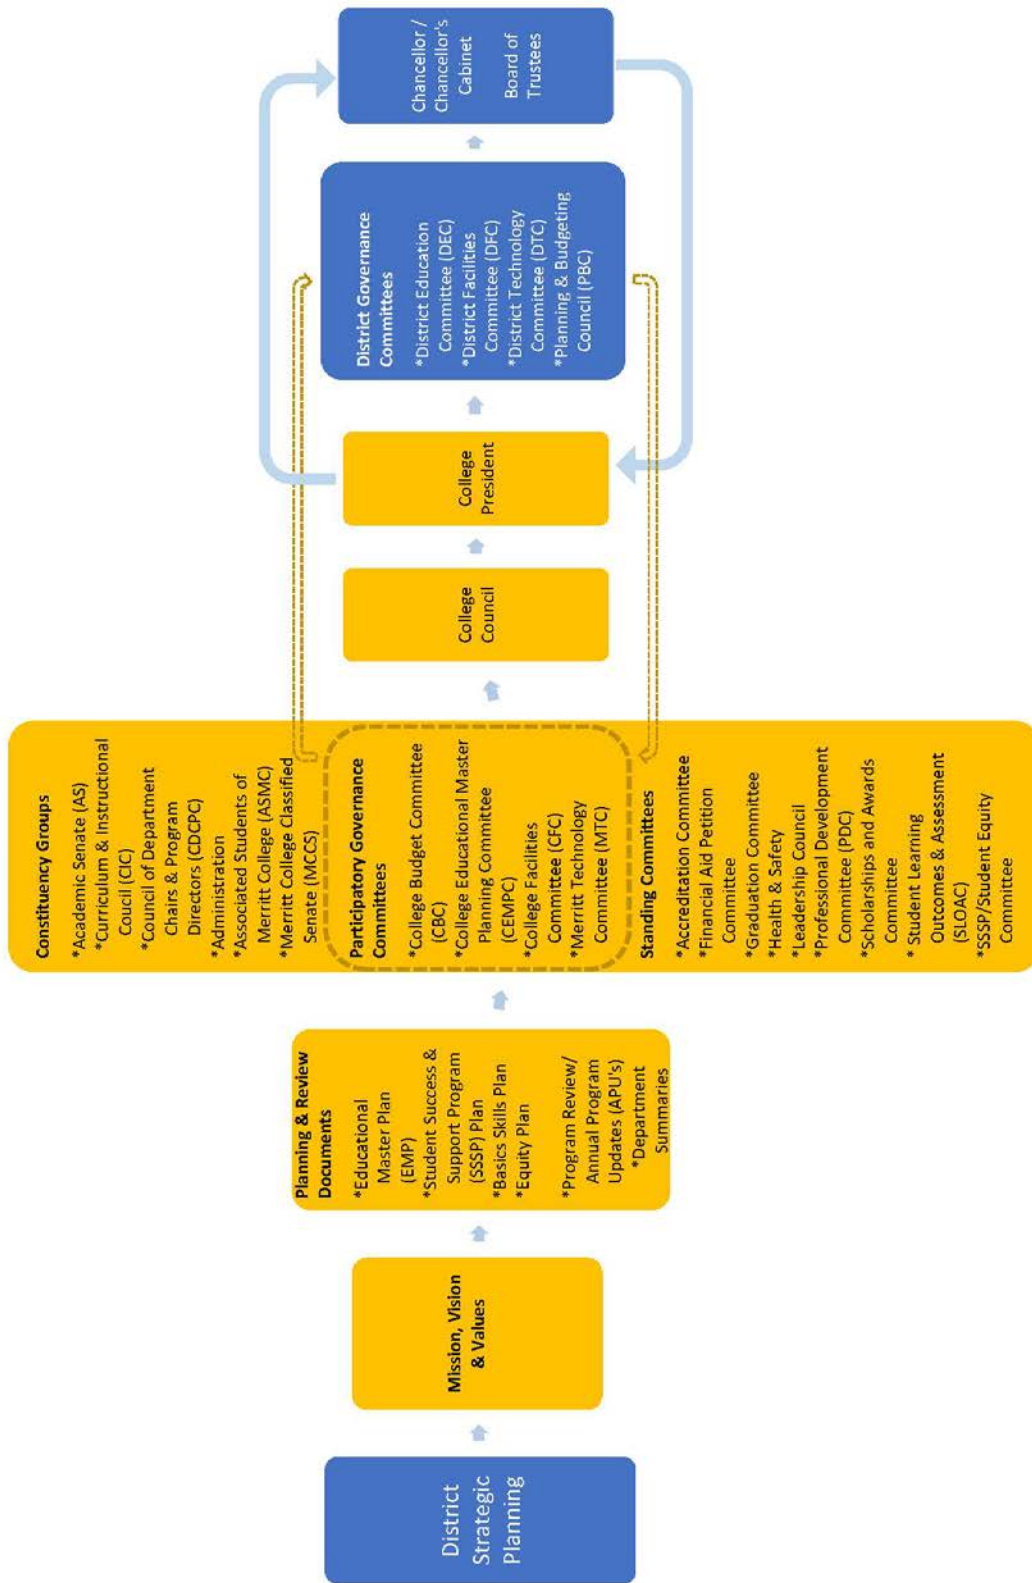 District
Strategic
Planning
Mission, Vision
& Values
Planning & Review
Documents
*Educational
Master Plan
(EMP)
*Student Success &
Support Program
(SSSP) Plan
*Basics Skills Plan
*Equity Plan
*Program Review/
Annual Program
Updates (APU's)
*Department
Summaries
Constituency Groups
*Academic Senate (AS)
*Curriculum & Instructional
Coucil (CIC)
*Council of Department
Chairs & Program
Directors (CDCPC)
*Administration
*Associated Students of
Merritt College (ASMC)
*Merritt College Classified
Senate (MCCS)
Participatory Governance
Committees
*College Budget Committee
(CBC)
*College Educational Master
Planning Committee
(CEMPC)
*College Facilities
Committee (CFC)
*Merritt Technology
Committee (MTC)
Standing Committees
*Accreditation Committee
*Financial Aid Petition
Committee
*Graduation Committee
*Health & Safety
*Leadership Council
*Professional Development
Committee (PDC)
*Scholarships and Awards
Committee
* Student Learning
Outcomes & Assessment
(SLOAC)
*SSSP/Student Equity
Committee
College
Council
College
President
District Governance
Committees
*District Education
Committee (DEC)
*District Facilities
Committee (DFC)
*District Technology
Committee (DTC)
*Planning & Budgeting
Council (PBC)
Chancellor /
Chancellor's
Cabinet
Board of
Trustees